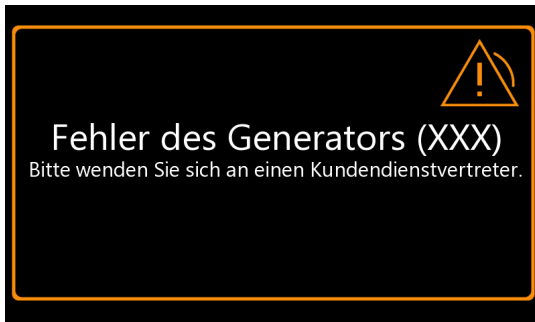 Fehler des Generators (XXX)
Bitte wenden Sie sich an einen Kundendienstvertreter.